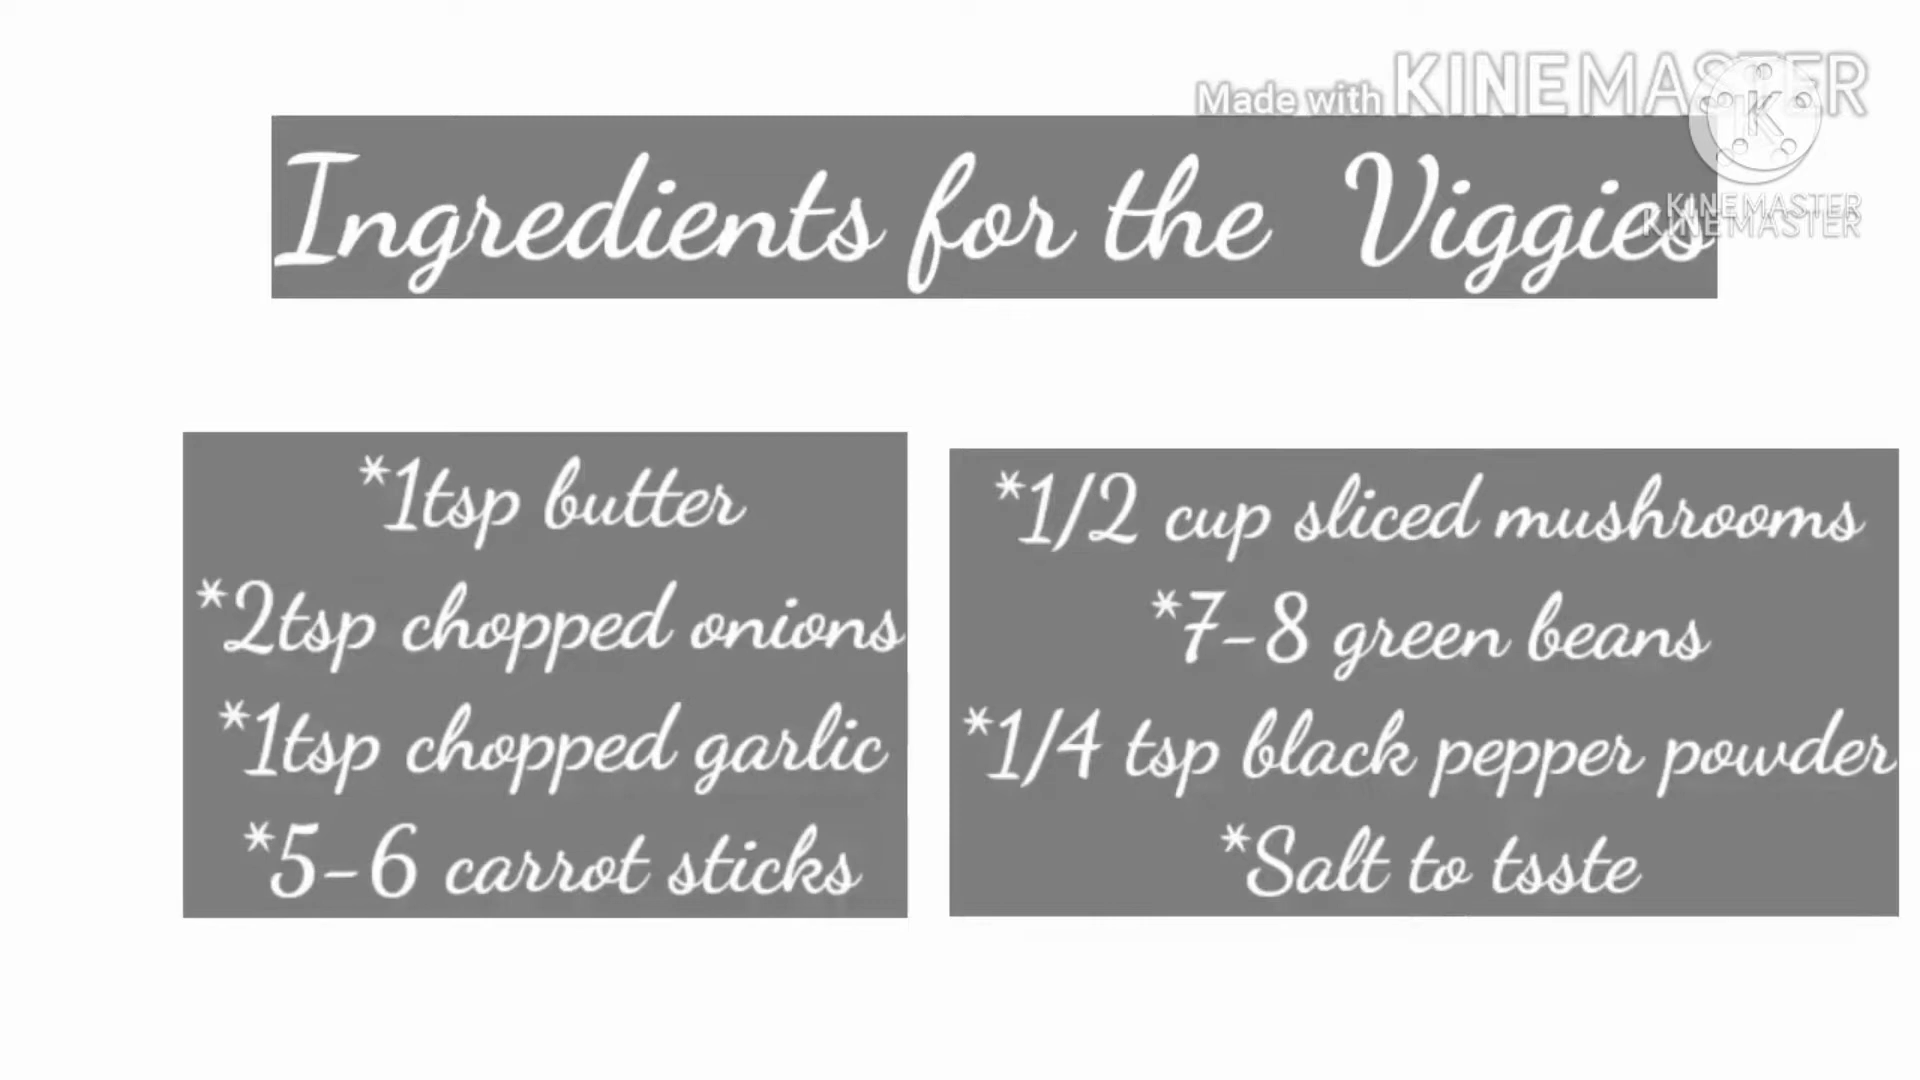 Made with KINEMASTER
K
KINEMASTER
KINEMASTER
Ingredients for the Viggies
*1tsp butter
*2tsp chopped onions
*1tsp chopped garlic
*5-6 carrot sticks
*1/2 cup sliced mushrooms
*7-8 green beans
*1/4 tsp black pepper powder
*Salt to tsste